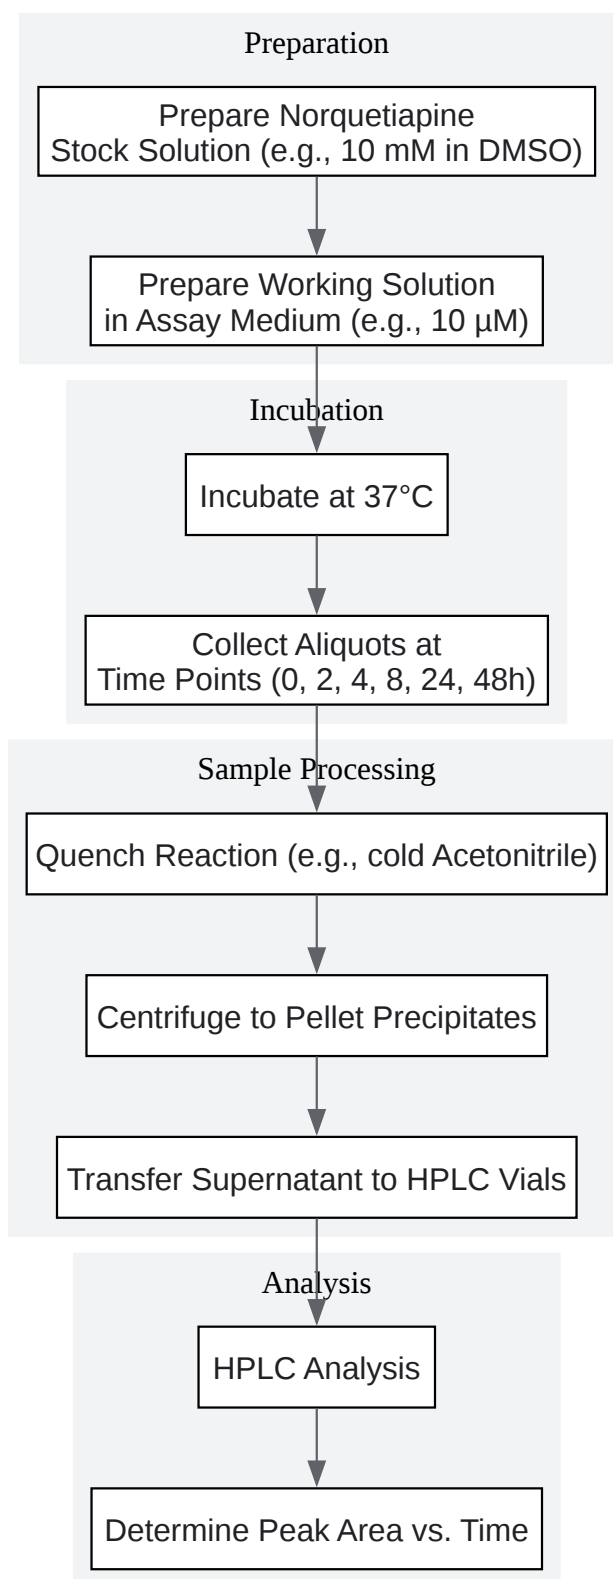 Preparation
Prepare Norquetiapine
Stock Solution (e.g., 10 mM in DMSO)
Prepare Working Solution
in Assay Medium (e.g., 10 µM)
Incubation
Incubate at 37°C
Collect Aliquots at
Time Points (0, 2, 4, 8, 24, 48h)
Sample Processing
Quench Reaction (e.g., cold Acetonitrile)
Centrifuge to Pellet Precipitates
Transfer Supernatant to HPLC Vials
Analysis
HPLC Analysis
Determine Peak Area vs. Time